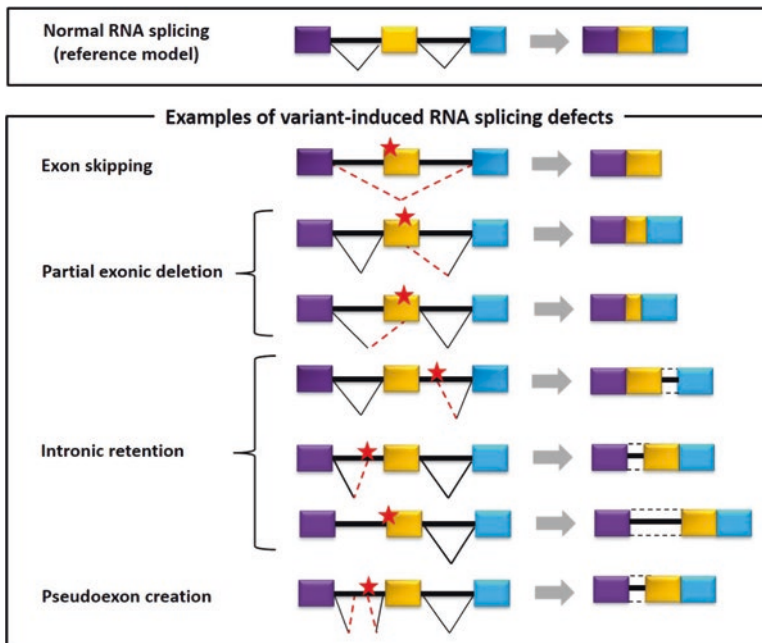 Normal RNA splicing
(reference model)
Examples of variant-induced RNA splicing defects
Exon skipping
Partial exonic deletion
Intronic retention
Pseudoexon creation